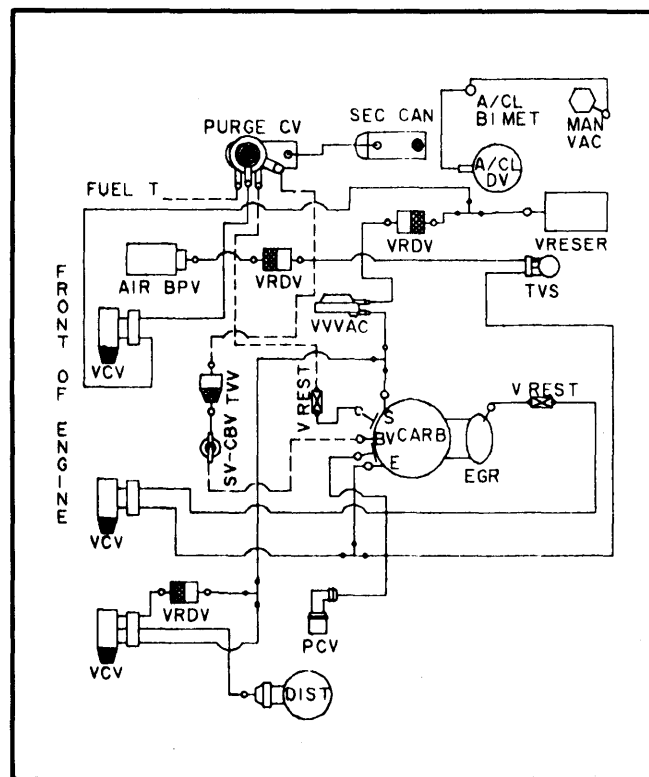 A/CL
BIMET
MAN
VAC
SEC CAN
PURGE CV
A/CL
DV
FUEL T
VRDV
VRESER
AIR BPV
VRDV
TVS
FRONT OF ENGINE
VVVAC
VCV
TVV
SV-CBV
V REST
V REST
C
S
BV
CARB
E
EGR
VCV
VRDV
VCV
PCV
DIST